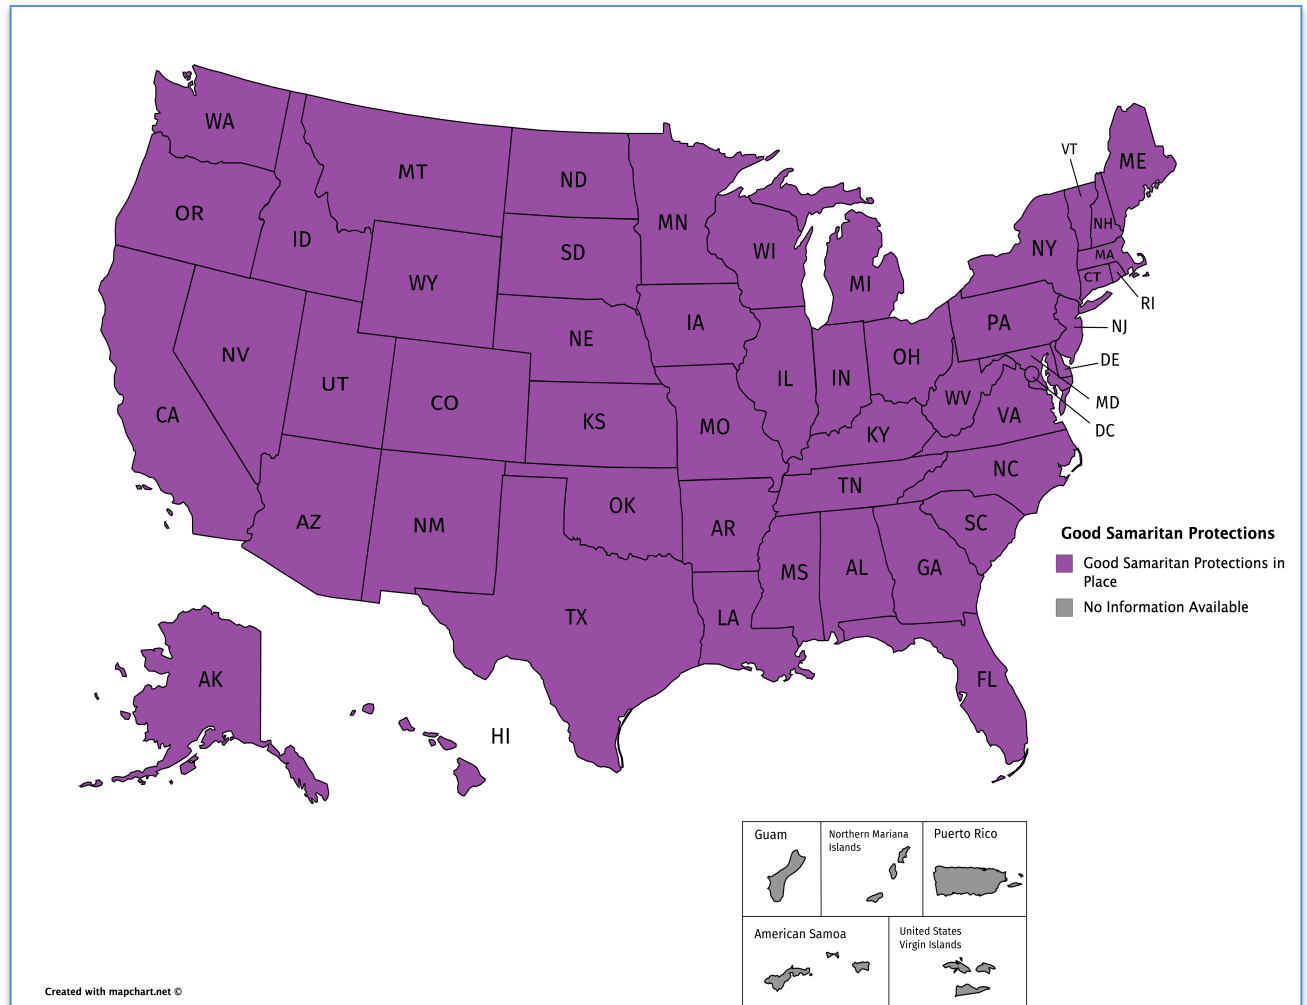 WA
MT
ND
MN
OR
ID
SD
WI
WY
MI
VT
ME
NH
NY
MA
CT
RI
IA
NE
PA
NJ
NV
UT
CO
IL
IN
OH
DE
WV
MD
VA
DC
CA
KS
MO
KY
NC
TN
AZ
NM
OK
AR
SC
MS
AL
GA
TX
LA
FL
AK
HI
Good Samaritan Protections
Good Samaritan Protections in
Place
No Information Available
Guam
Northern Mariana
Islands
Puerto Rico
American Samoa
United States
Virgin Islands
Created with mapchart.net ©